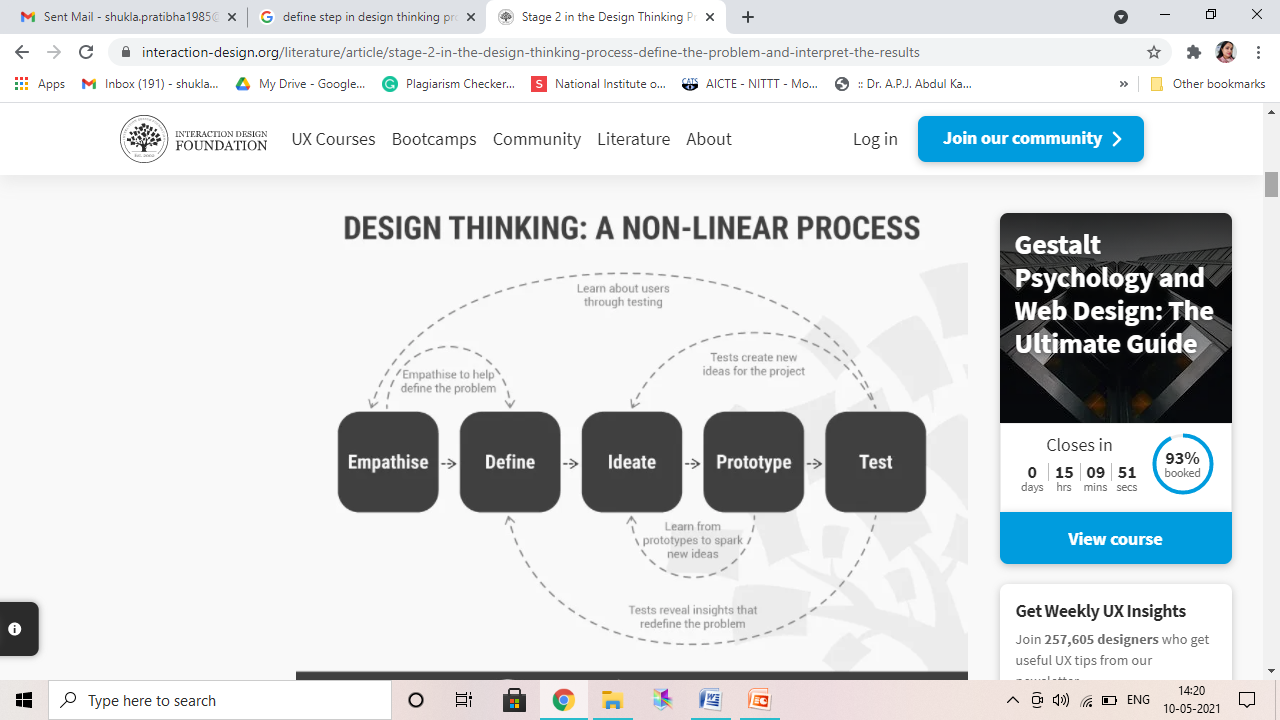 Sent Mail - shukla.pratibha1985@
define step in design thinking pro
Stage 2 in the Design Thinking P
interaction-design.org/literature/article/stage-2-in-the-design-thinking-process-define-the-problem-and-interpret-the-results
Apps
Inbox (191) - shukla...
My Drive - Google...
Plagiarism Checker...
S
National Institute o...
CATS
AICTE - NITTT - Mo...
:: Dr. A.P.J. Abdul Ka...
»
Other bookmarks
INTERACTION DESIGN
FOUNDATION
UX Courses
Bootcamps
Community
Literature
About
Log in
Join our community
DESIGN THINKING: A NON-LINEAR PROCESS
Learn about users
through testing
Tests create new
ideas for the project
Empathise to help
define the problem
Empathise
Define
Ideate
Prototype
Test
Learn from
prototypes to spark
new ideas
Tests reveal insights that
redefine the problem
Gestalt
Psychology and
Web Design: The
Ultimate Guide
Closes in
0 15 09 51
days hrs mins secs
93%
booked
View course
Get Weekly UX Insights
Join 257,605 designers who get
useful UX tips from our
Type here to search
ENG
14:20
10-05-2021